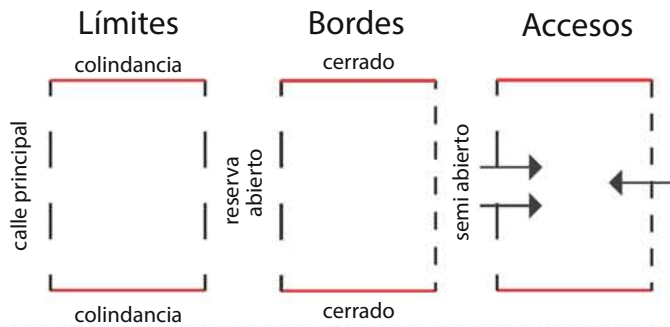 Límites
Bordes
Accesos
colindancia
cerrado
calle principal
reserva
abierto
semi abierto
colindancia
cerrado